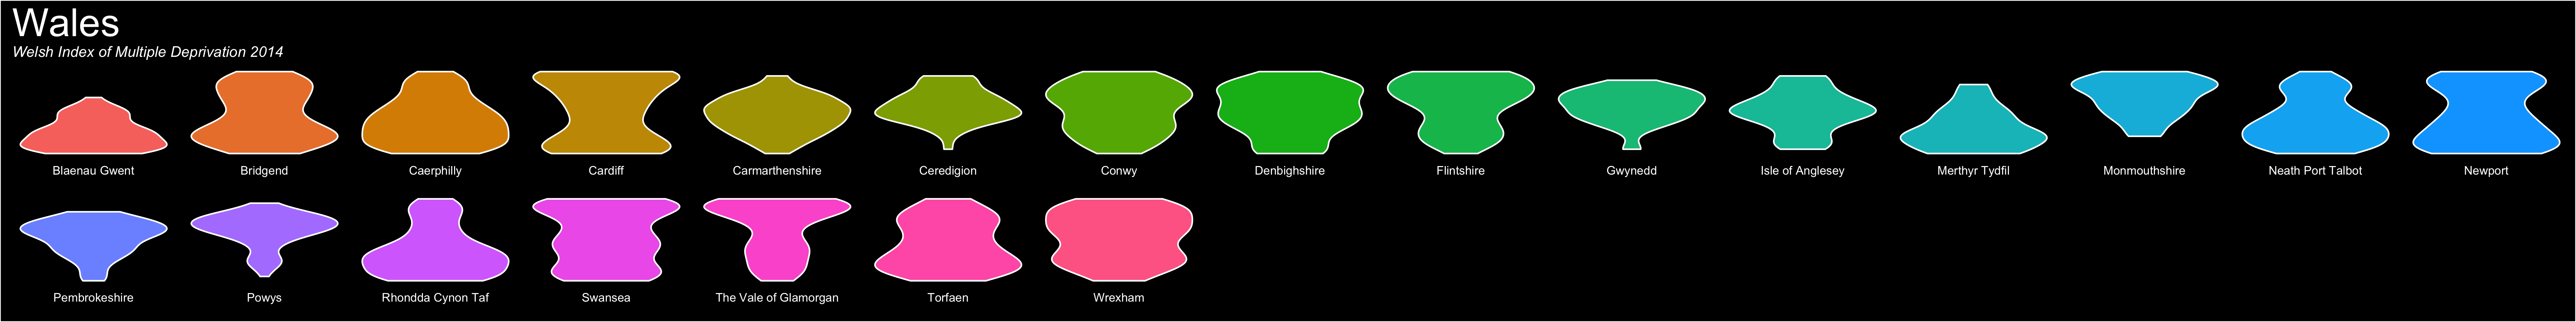 Wales
Welsh Index of Multiple Deprivation 2014
Blaenau Gwent
Bridgend
Caerphilly
Cardiff
Carmarthenshire
Ceredigion
Conwy
Denbighshire
Flintshire
Gwynedd
Isle of Anglesey
Merthyr Tydfil
Monmouthshire
Neath Port Talbot
Newport
Pembrokeshire
Powys
Rhondda Cynon Taf
Swansea
The Vale of Glamorgan
Torfaen
Wrexham